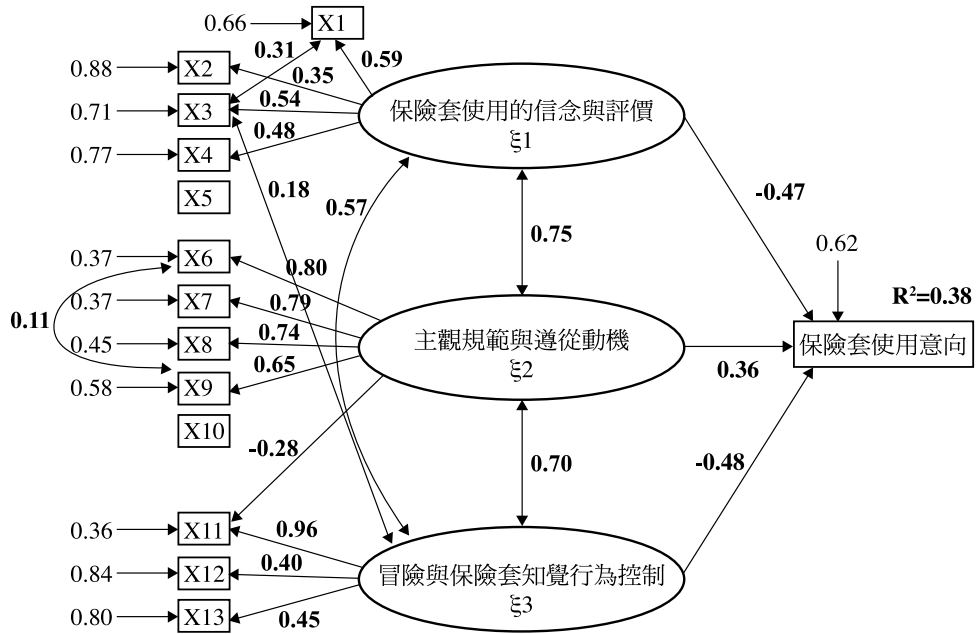 0.66
X1
0.31
0.59
0.88
X2
0.35
0.71
X3
0.54
0.77
X4
0.48
X5
0.18
保險套使用的信念與評價
ξ1
0.57
0.75
-0.47
0.62
R²=0.38
0.37
X6
0.80
0.37
X7
0.79
0.11
0.45
X8
0.74
0.58
X9
0.65
X10
主觀規範與遵從動機
ξ2
0.36
保險套使用意向
-0.28
0.70
-0.48
0.36
X11
0.96
0.84
X12
0.40
0.80
X13
0.45
冒險與保險套知覺行為控制
ξ3